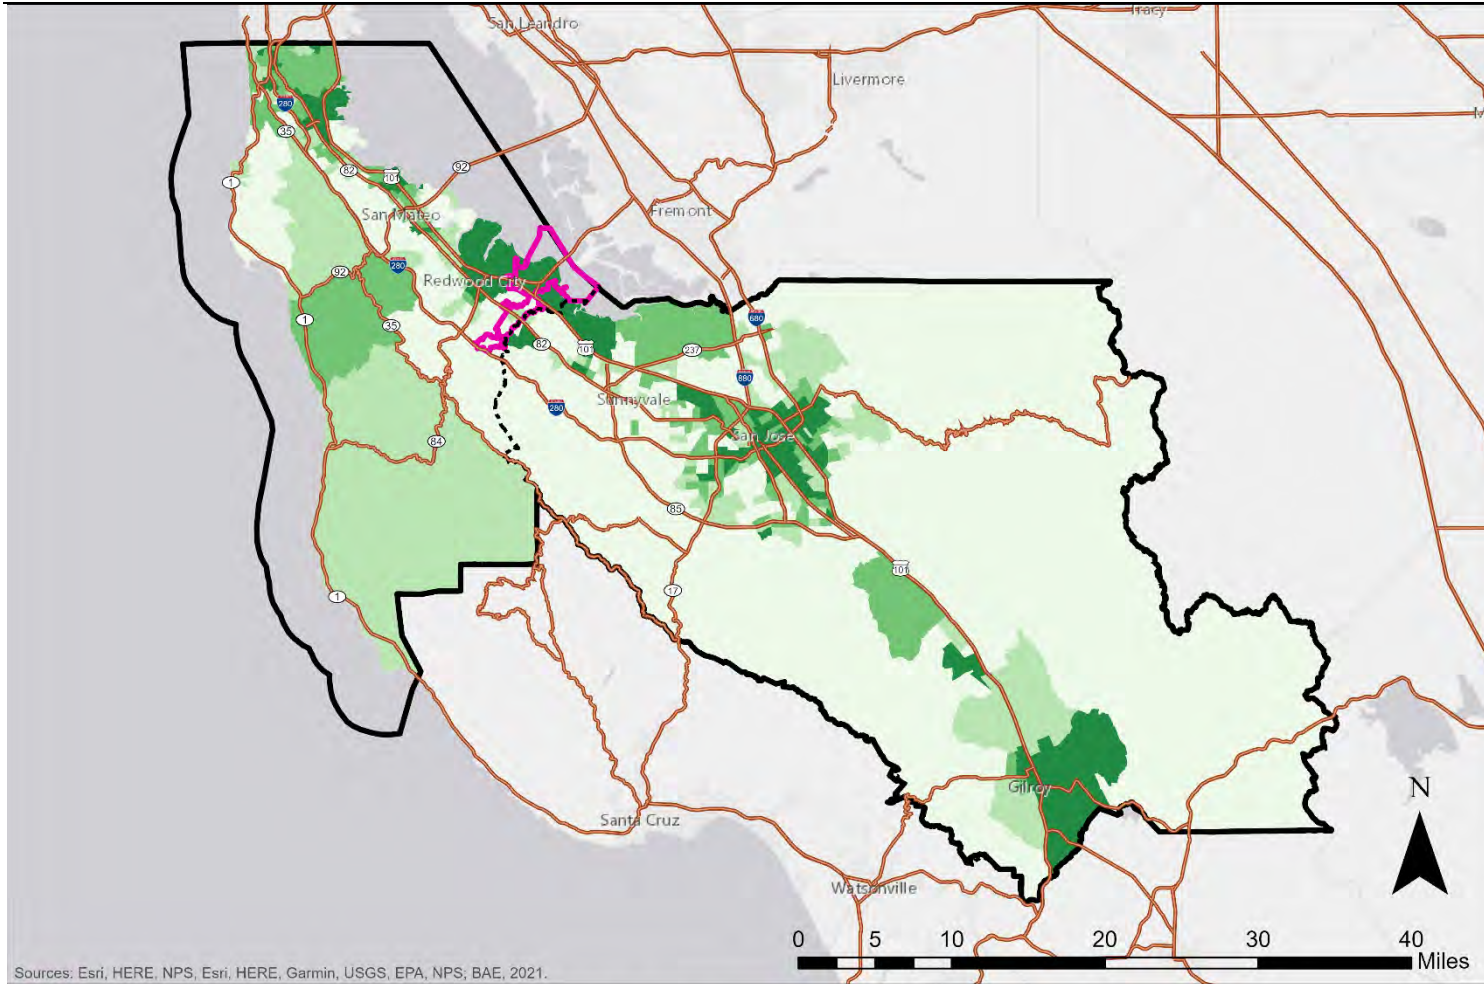 San Leandro
Tracy
Livermore
280
35
82
101
92
1
San Mateo
Fremont
92
280
Redwood City
1
35
82
101
237
680
880
280
Sunnyvale
San Jose
84
85
101
17
1
Gilroy
N
Santa Cruz
Watsonville
0 5 10 20 30 40
Miles
Sources: Esri, HERE, NPS, Esri, HERE, Garmin, USGS, EPA, NPS; BAE, 2021.